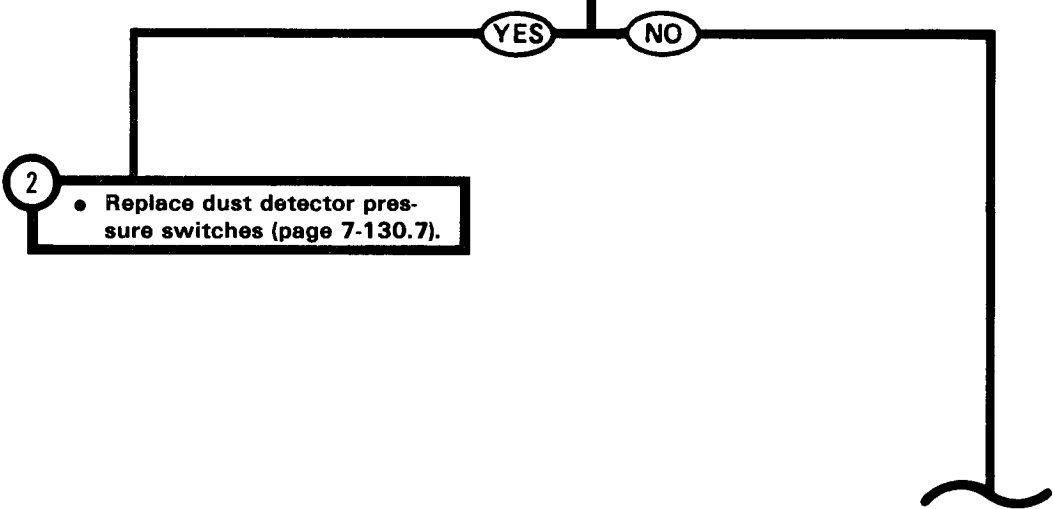 YES NO
2
• Replace dust detector pres-
sure switches (page 7-130.7).